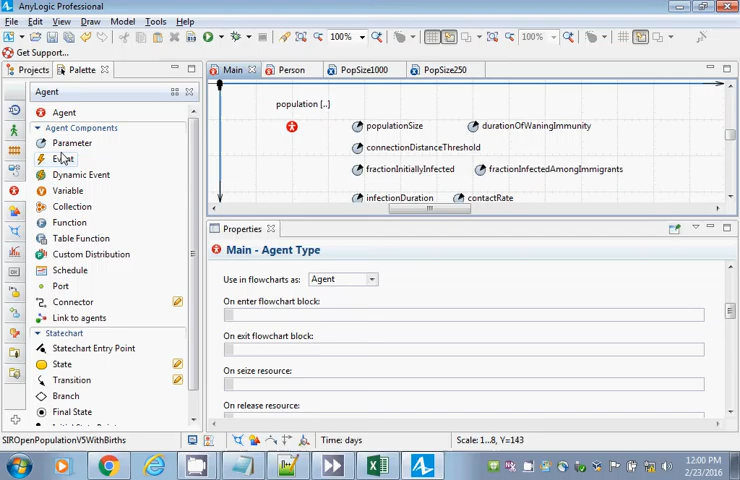 AnyLogic Professional
File Edit View Draw Model Tools Help
100% 50%
Get Support...
Projects Palette
Main Person PopSize1000 PopSize250
Agent
Agent
Agent Components
Parameter
Event
Dynamic Event
Variable
Collection
Function
Table Function
Custom Distribution
Schedule
Port
Connector
Link to agents
Statechart
Statechart Entry Point
State
Transition
Branch
Final State
population [..]
populationSize durationOfWaningImmunity
connectionDistanceThreshold
fractionInitiallyInfected fractionInfectedAmongImmigrants
infectionDuration contactRate
Properties
Main - Agent Type
Use in flowcharts as: Agent
On enter flowchart block:
On exit flowchart block:
On seize resource:
On release resource:
SIROpenPopulationV5WithBirths
Time: days
Scale: 1...8, Y=143
12:00 PM
2/23/2016